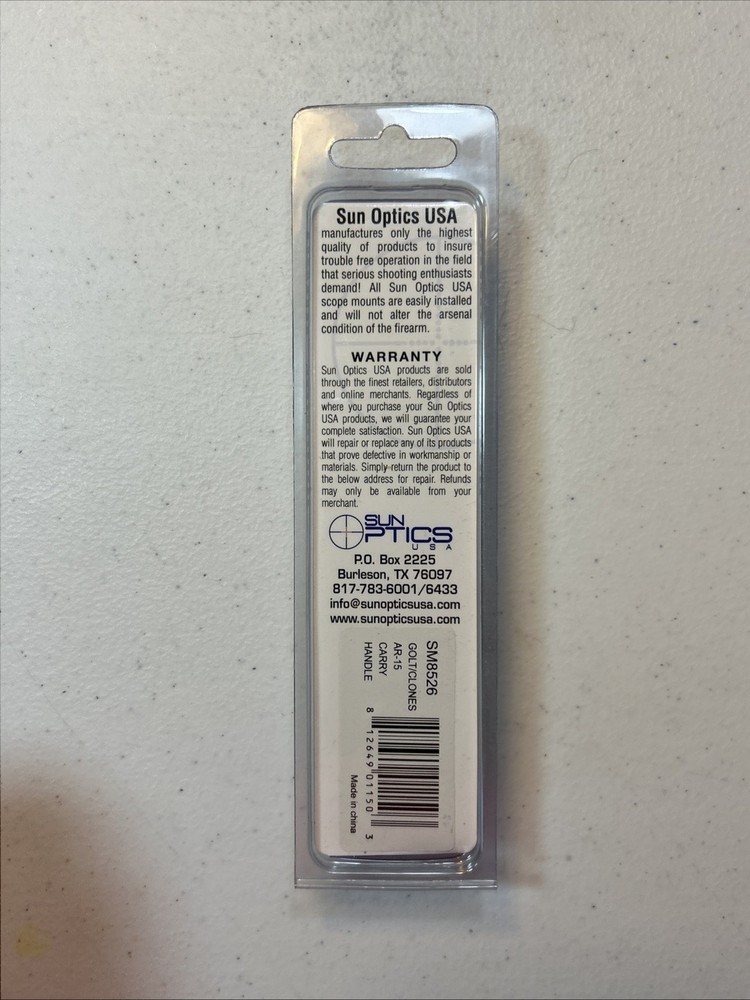 Sun Optics USA
manufactures only the highest
quality of products to insure
trouble free operation in the field
that serious shooting enthusiasts
demand! All Sun Optics USA
scope mounts are easily installed
and will not alter the arsenal
condition of the firearm.
WARRANTY
Sun Optics USA products are sold
through the finest retailers, distributors
and online merchants. Regardless of
where you purchase your Sun Optics
USA products, we will guarantee your
complete satisfaction. Sun Optics USA
will repair or replace any of its products
that prove defective in workmanship or
materials. Simply return the product to
the below address for repair. Refunds
may only be available from your
merchant.
SUN
OPTICS
USA
P.O. Box 2225
Burleson, TX 76097
817-783-6001/6433
info@sunopticsusa.com
www.sunopticsusa.com
SM8526
GOLT/CLONES
AR-15
CARRY
HANDLE
8 12649 01150 3
Made in china